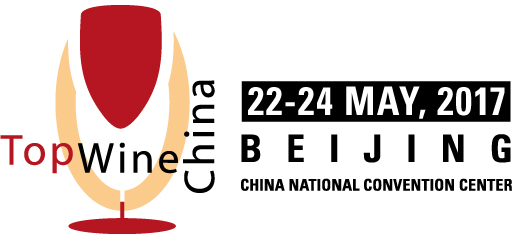 TopWine China
22-24 MAY, 2017
BEIJING
CHINA NATIONAL CONVENTION CENTER